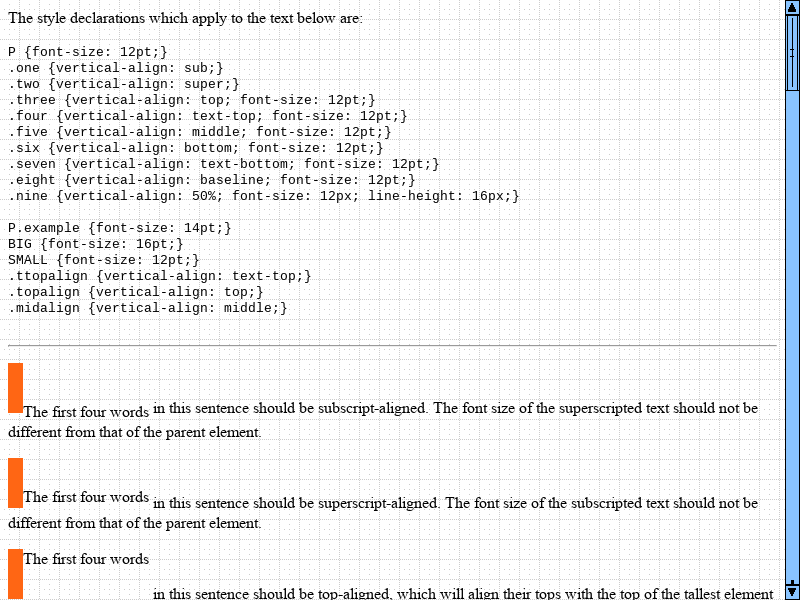 The style declarations which apply to the text below are:
P {font-size: 12pt;}
.one {vertical-align: sub;}
.two {vertical-align: super;}
.three {vertical-align: top; font-size: 12pt;}
.four {vertical-align: text-top; font-size: 12pt;}
.five {vertical-align: middle; font-size: 12pt;}
.six {vertical-align: bottom; font-size: 12pt;}
.seven {vertical-align: text-bottom; font-size: 12pt;}
.eight {vertical-align: baseline; font-size: 12pt;}
.nine {vertical-align: 50%; font-size: 12px; line-height: 16px;}
P.example {font-size: 14pt;}
BIG {font-size: 16pt;}
SMALL {font-size: 12pt;}
.ttopalign {vertical-align: text-top;}
.topalign {vertical-align: top;}
.midalign {vertical-align: middle;}
The first four words in this sentence should be subscript-aligned. The font size of the superscripted text should not be
different from that of the parent element.
The first four words in this sentence should be superscript-aligned. The font size of the subscripted text should not be
different from that of the parent element.
The first four words
in this sentence should be top-aligned, which will align their tops with the top of the tallest element